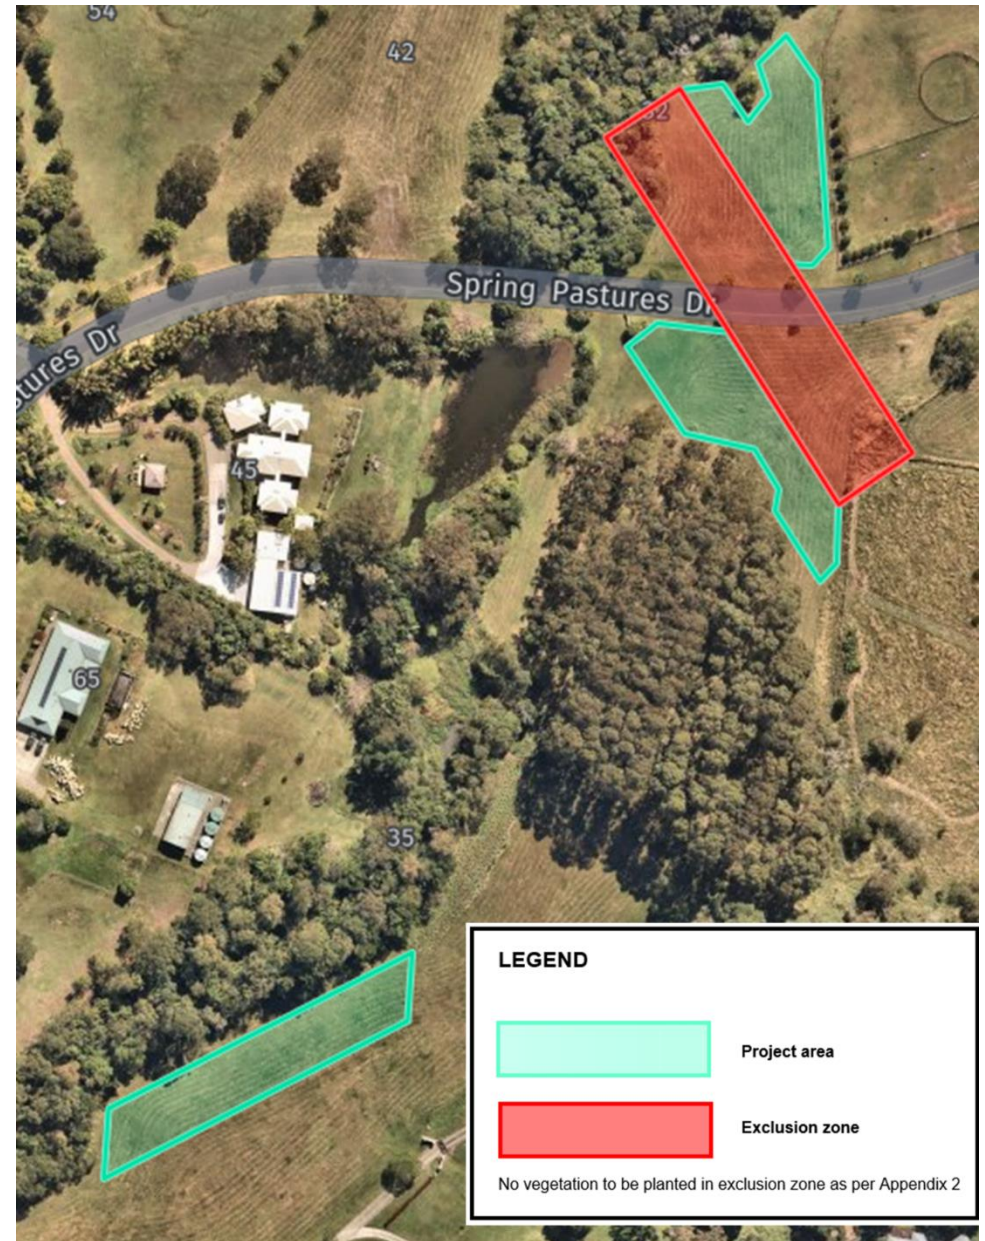 54
42
32
Spring Pastures Dr
stures Dr
45
65
35
LEGEND
Project area
Exclusion zone
No vegetation to be planted in exclusion zone as per Appendix 2